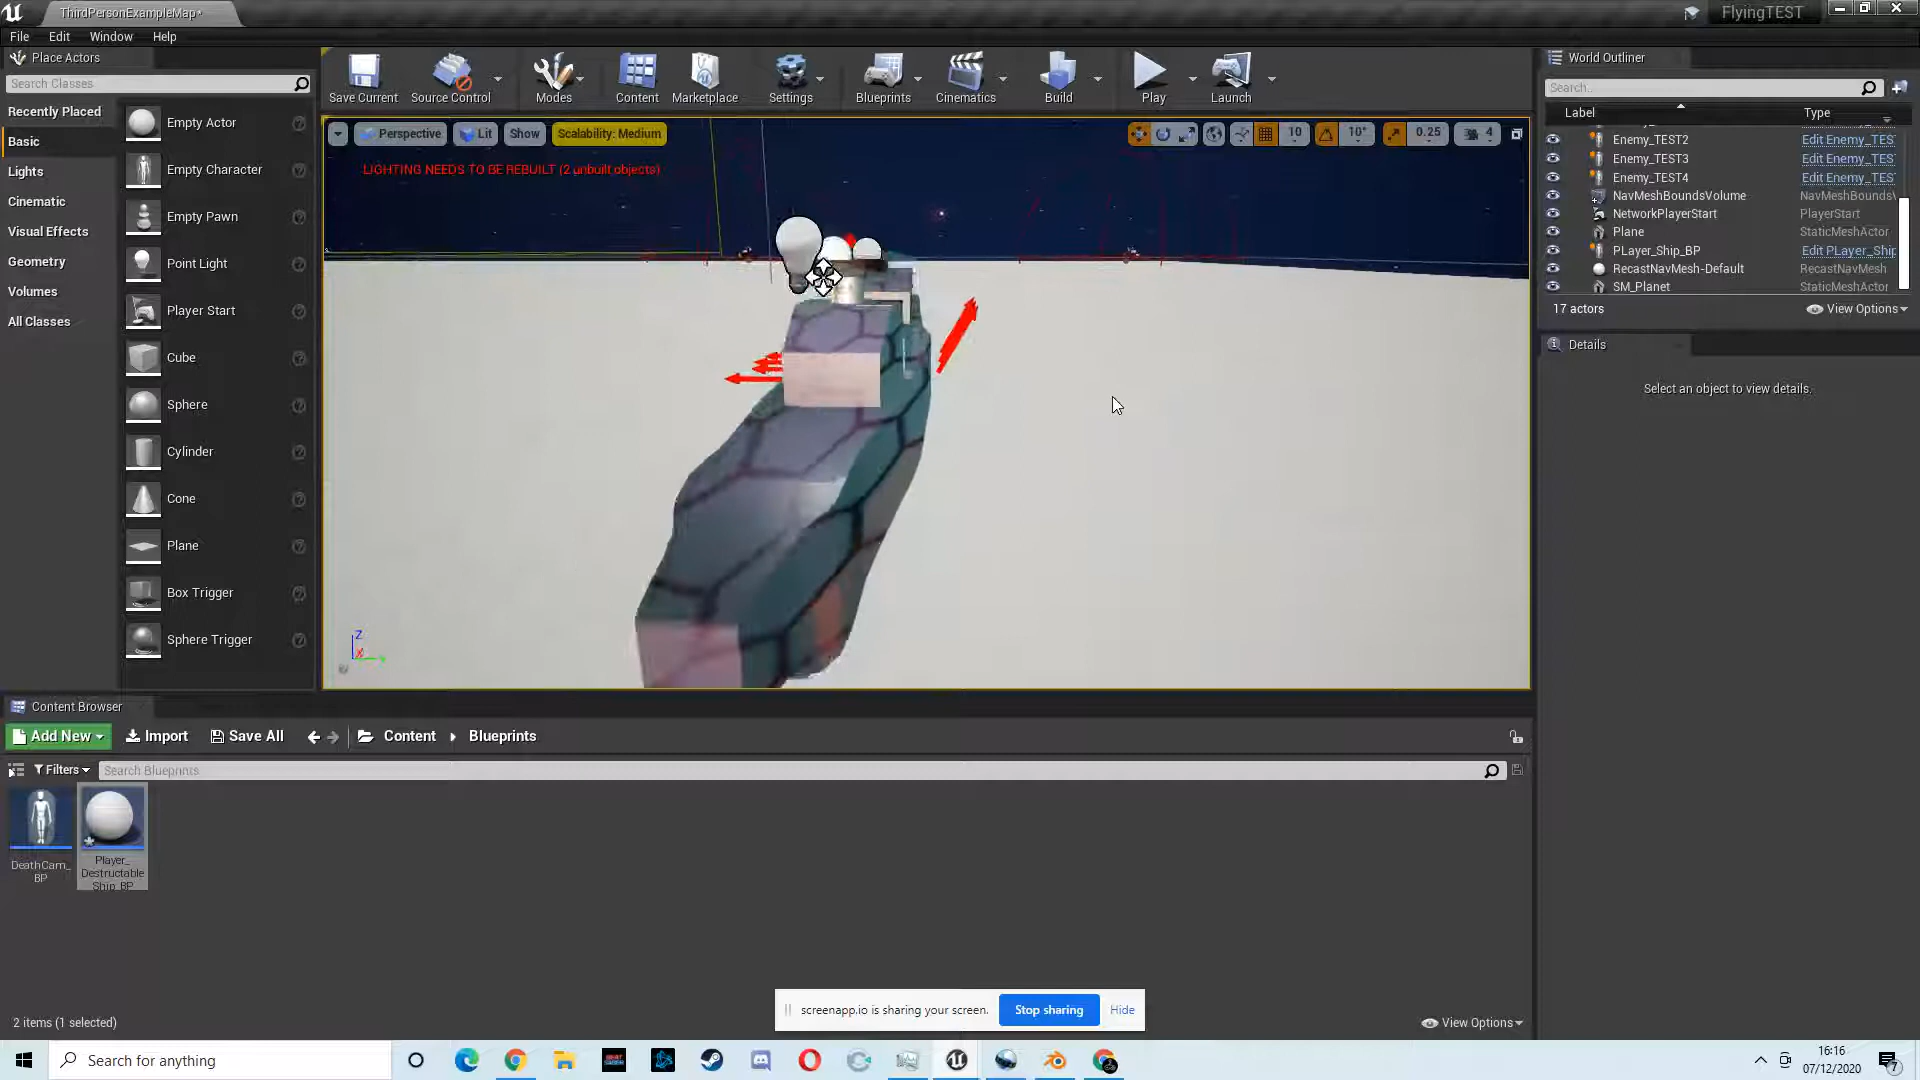 ThirdPersonExampleMap*
FlyingTEST
File Edit Window Help
Place Actors
Search Classes
Recently Placed
Basic
Lights
Cinematic
Visual Effects
Geometry
Volumes
All Classes
Empty Actor
Empty Character
Empty Pawn
Point Light
Player Start
Cube
Sphere
Cylinder
Cone
Plane
Box Trigger
Sphere Trigger
Save Current Source Control Modes Content Marketplace Settings Blueprints Cinematics Build Play Launch
Perspective Lit Show Scalability: Medium 10 10° 0.25 4
LIGHTING NEEDS TO BE REBUILT (2 unbuilt objects)
Z
X
World Outliner
Search...
Label Type
Enemy_TEST2 Edit Enemy_TES
Enemy_TEST3 Edit Enemy_TES
Enemy_TEST4 Edit Enemy_TES
NavMeshBoundsVolume NavMeshBounds
NetworkPlayerStart PlayerStart
Plane StaticMeshActor
PLayer_Ship_BP Edit PLayer_Ship
RecastNavMesh-Default RecastNavMesh
SM_Planet StaticMeshActor
17 actors View Options
Details
Select an object to view details.
Content Browser
Add New Import Save All Content Blueprints
Filters Search Blueprints
DeathCam_
BP
Player_
Destructable
Ship_BP
2 items (1 selected) View Options
screenapp.io is sharing your screen. Stop sharing Hide
Search for anything
16:16
07/12/2020
7